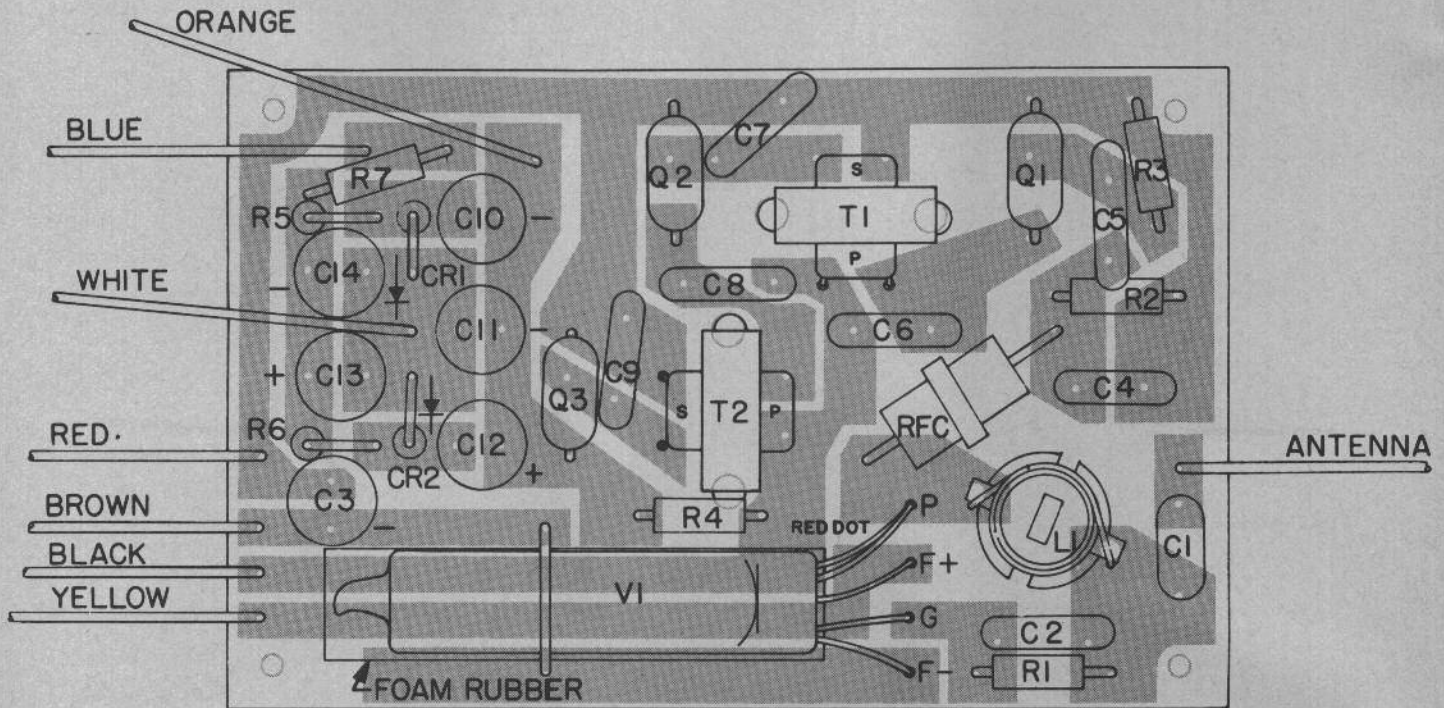 ORANGE
BLUE
C7
R7
Q2
Q1
R3
S
R5
C10 -
T1
C5
C14
CR1
P
-
WHITE
C8
R2
C11 -
C6
+ C13
C9
Q3
S T2 P
C4
RED.
R6
RFC
CR2
C12
+
ANTENNA
C3
-
BROWN
R4
RED DOT
P
L1
C1
BLACK
V1
F+
YELLOW
G
C2
FOAM RUBBER
F-
R1